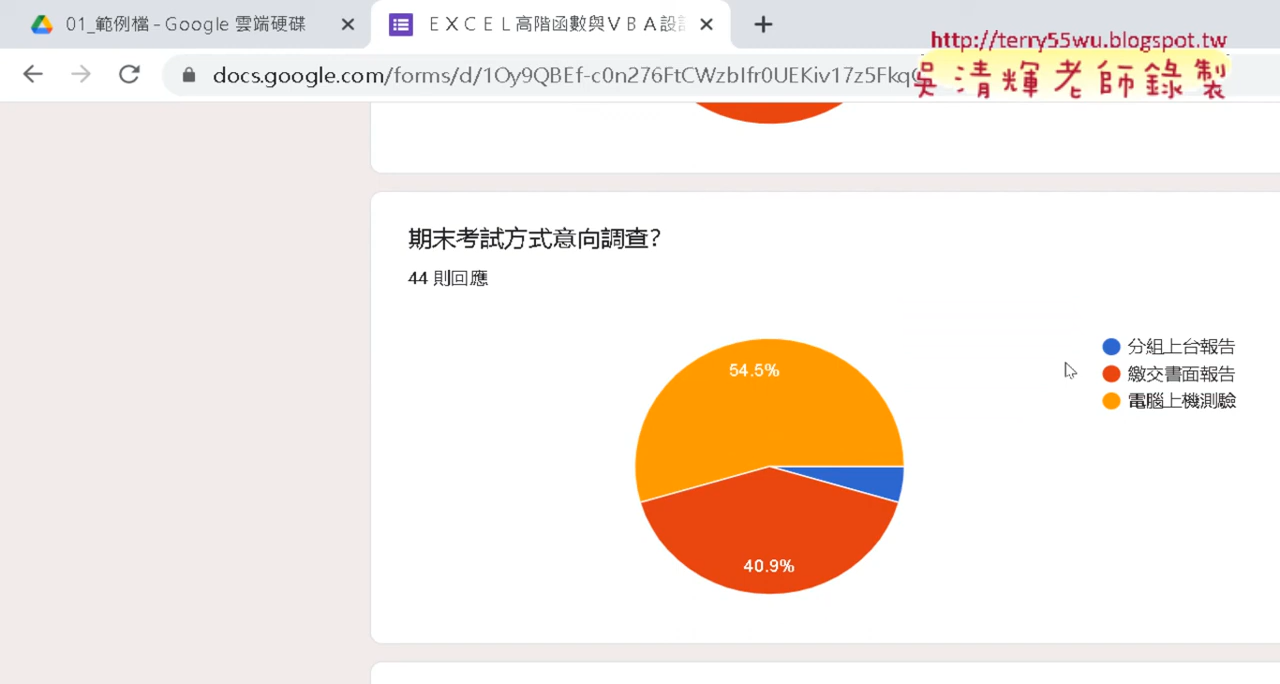 01_範例檔 - Google 雲端硬碟
ＥＸＣＥＬ高階函數與ＶＢＡ設
http://terry55wu.blogspot.tw
docs.google.com/forms/d/1Oy9QBEf-c0n276FtCWzbIfr0UEKiv17z5Fkq
吳清輝老師錄製
期末考試方式意向調查?
44 則回應
54.5%
40.9%
分組上台報告
繳交書面報告
電腦上機測驗